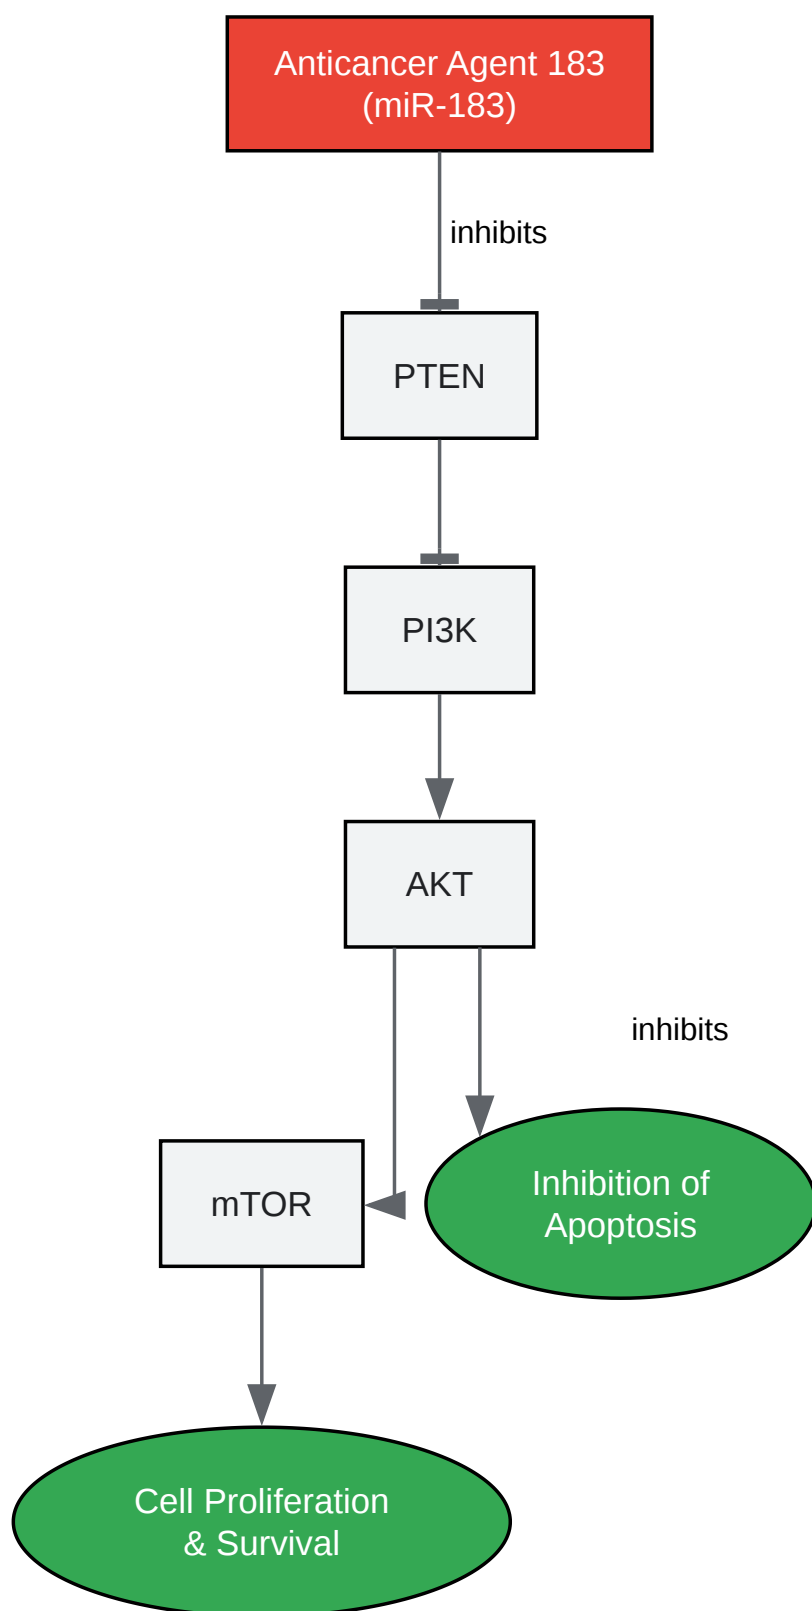 Anticancer Agent 183
(miR-183)
inhibits
PTEN
PI3K
AKT
inhibits
Inhibition of
Apoptosis
mTOR
Cell Proliferation
& Survival